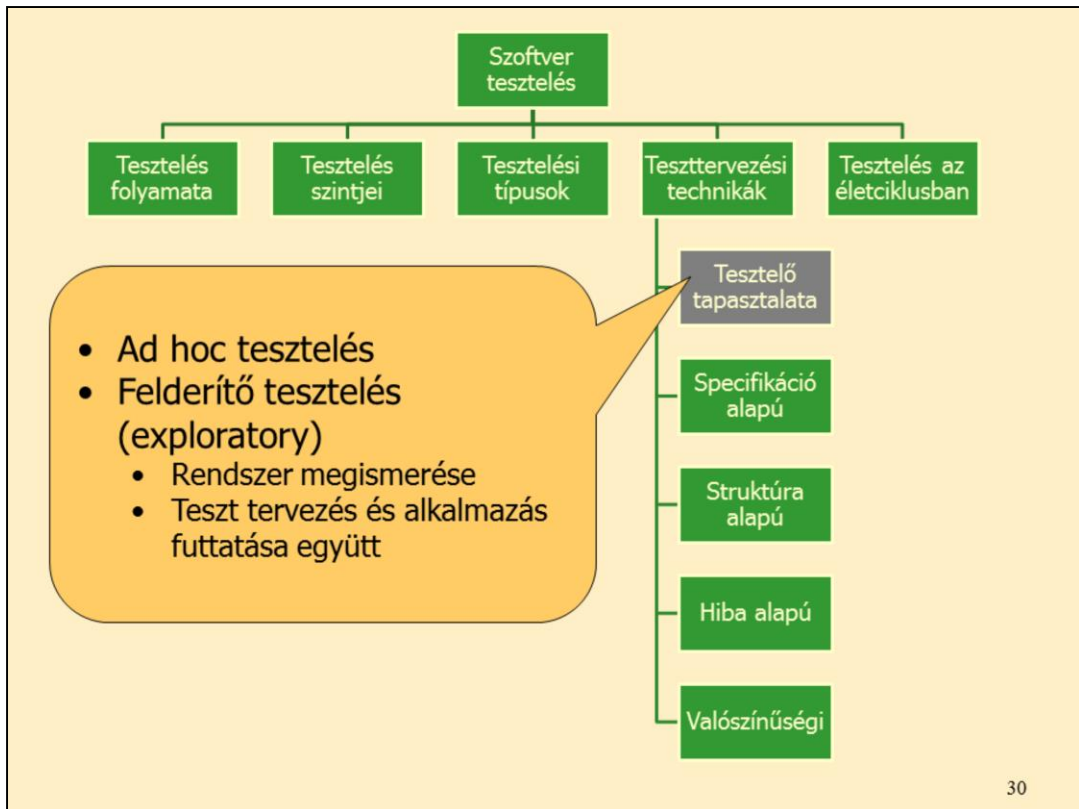 Szoftver
tesztelés
Tesztelés
folyamata
Tesztelés
szintjei
Tesztelési
típusok
Teszttervezési
technikák
Tesztelés az
életciklusban
Tesztelő
tapasztalata
• Ad hoc tesztelés
• Felderítő tesztelés
(exploratory)
• Rendszer megismerése
• Teszt tervezés és alkalmazás
futtatása együtt
Specifikáció
alapú
Struktúra
alapú
Hiba alapú
Valószínűségi
30